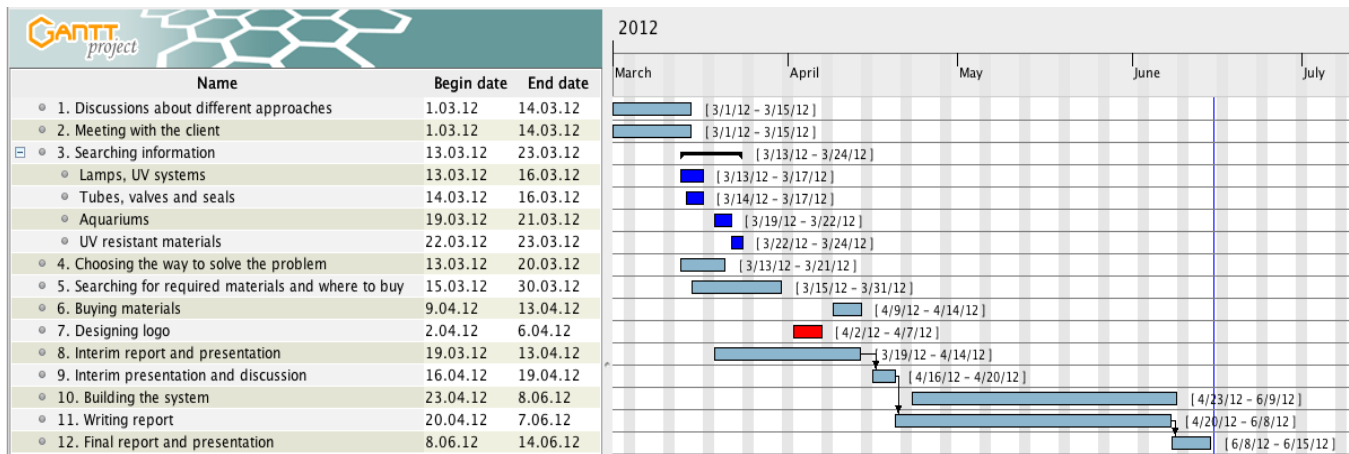 GANTT
project
2012
March April May June July
Name Begin date End date
1. Discussions about different approaches 1.03.12 14.03.12 [ 3/1/12 – 3/15/12 ]
2. Meeting with the client 1.03.12 14.03.12 [ 3/1/12 – 3/15/12 ]
3. Searching information 13.03.12 23.03.12 [ 3/13/12 – 3/24/12 ]
Lamps, UV systems 13.03.12 16.03.12 [ 3/13/12 – 3/17/12 ]
Tubes, valves and seals 14.03.12 16.03.12 [ 3/14/12 – 3/17/12 ]
Aquariums 19.03.12 21.03.12 [ 3/19/12 – 3/22/12 ]
UV resistant materials 22.03.12 23.03.12 [ 3/22/12 – 3/24/12 ]
4. Choosing the way to solve the problem 13.03.12 20.03.12 [ 3/13/12 – 3/21/12 ]
5. Searching for required materials and where to buy 15.03.12 30.03.12 [ 3/15/12 – 3/31/12 ]
6. Buying materials 9.04.12 13.04.12 [ 4/9/12 – 4/14/12 ]
7. Designing logo 2.04.12 6.04.12 [ 4/2/12 – 4/7/12 ]
8. Interim report and presentation 19.03.12 13.04.12 [ 3/19/12 – 4/14/12 ]
9. Interim presentation and discussion 16.04.12 19.04.12 [ 4/16/12 – 4/20/12 ]
10. Building the system 23.04.12 8.06.12 [ 4/23/12 – 6/9/12 ]
11. Writing report 20.04.12 7.06.12 [ 4/20/12 – 6/8/12 ]
12. Final report and presentation 8.06.12 14.06.12 [ 6/8/12 – 6/15/12 ]